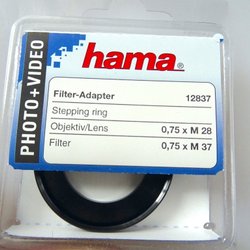 PHOTO+VIDEO
hama
Filter-Adapter 12837
Stepping ring
Objektiv/Lens 0,75 x M 28
Filter 0,75 x M 37